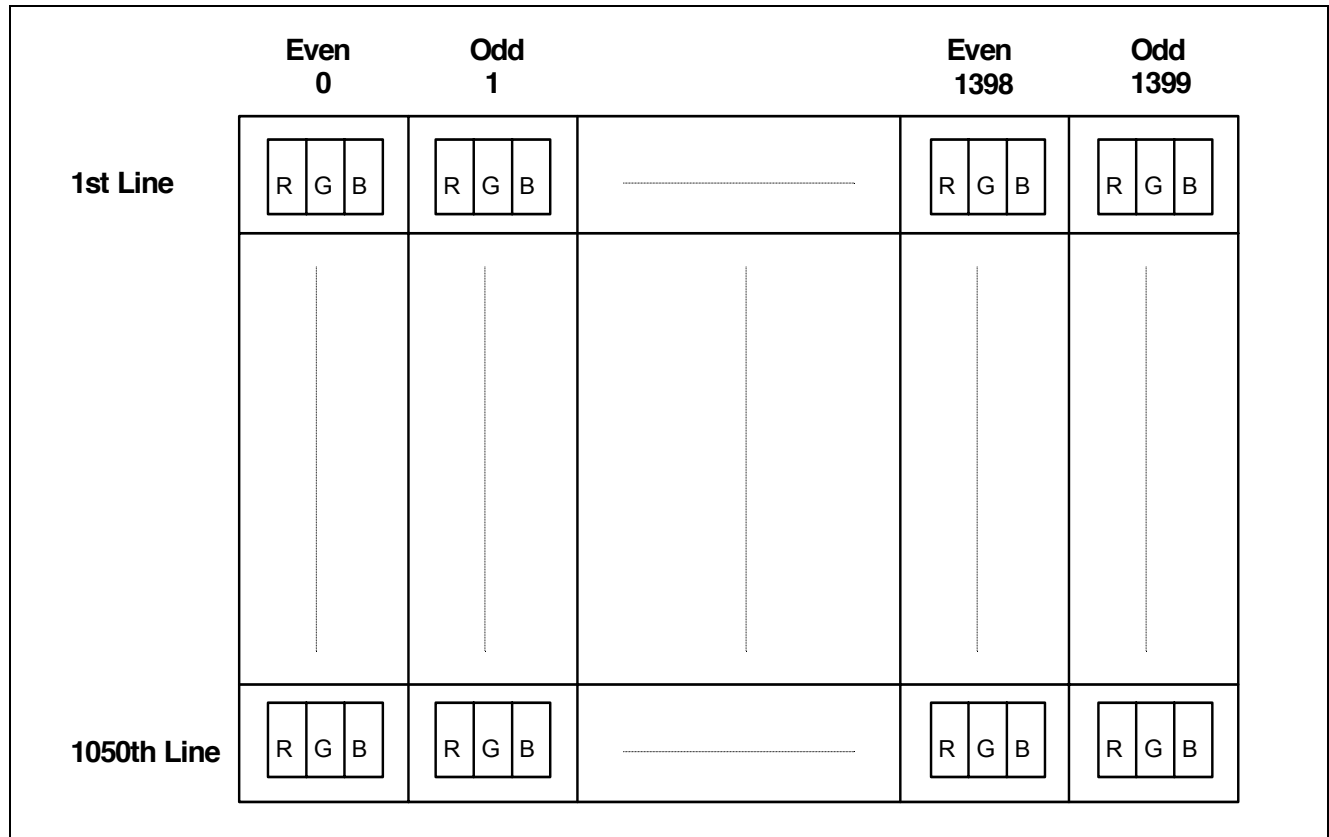 Even Odd Even Odd
0 1 1398 1399
1st Line R G B R G B R G B R G B
1050th Line R G B R G B R G B R G B